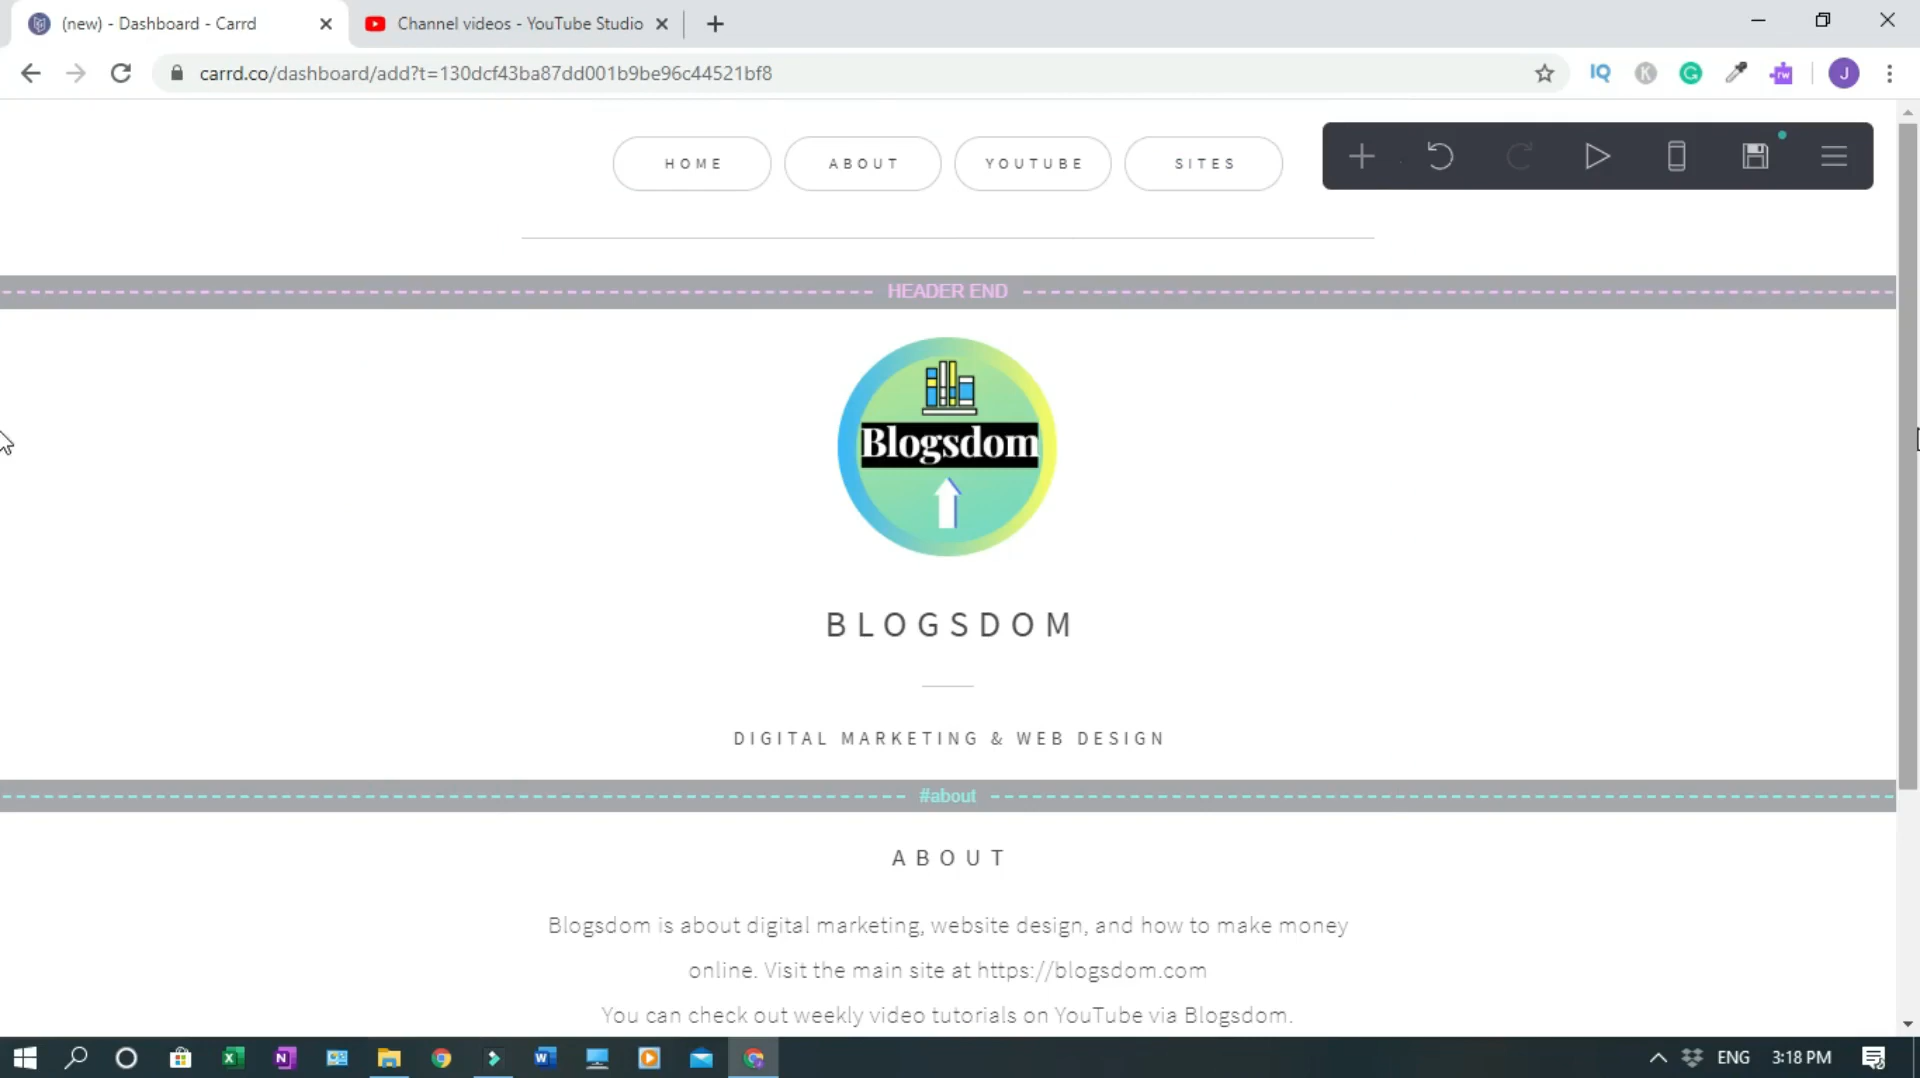 (new) - Dashboard - Carrd
Channel videos - YouTube Studio
carrd.co/dashboard/add?t=130dcf43ba87dd001b9be96c44521bf8
IQ
K
G
rw
J
HOME
ABOUT
YOUTUBE
SITES
HEADER END
Blogsdom
BLOGSDOM
DIGITAL MARKETING & WEB DESIGN
#about
ABOUT
Blogsdom is about digital marketing, website design, and how to make money
online. Visit the main site at https://blogsdom.com
You can check out weekly video tutorials on YouTube via Blogsdom.
ENG
3:18 PM